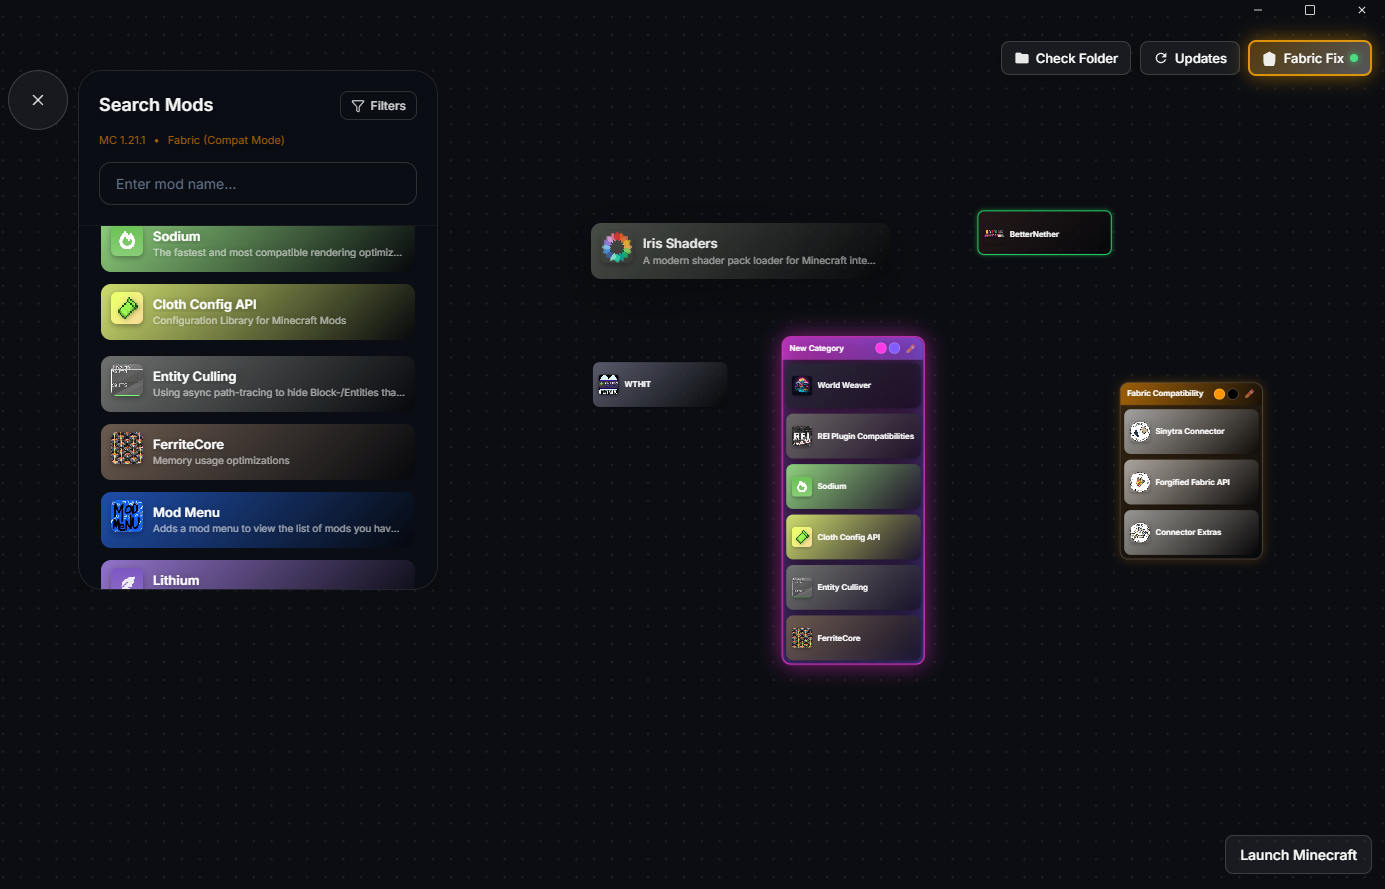 Check Folder
Updates
Fabric Fix
Search Mods
Filters
MC 1.21.1 • Fabric (Compat Mode)
Enter mod name...
Sodium
The fastest and most compatible rendering optimiz...
Cloth Config API
Configuration Library for Minecraft Mods
Entity Culling
Using async path-tracing to hide Block-/Entities tha...
FerriteCore
Memory usage optimizations
MOD MENU
Mod Menu
Adds a mod menu to view the list of mods you hav...
Lithium
Iris Shaders
A modern shader pack loader for Minecraft inte...
BetterNether
WTHIT
New Category
World Weaver
REI
REI Plugin Compatibilities
Sodium
Cloth Config API
Entity Culling
FerriteCore
Fabric Compatibility
Sinytra Connector
Forgified Fabric API
Connector Extras
Launch Minecraft